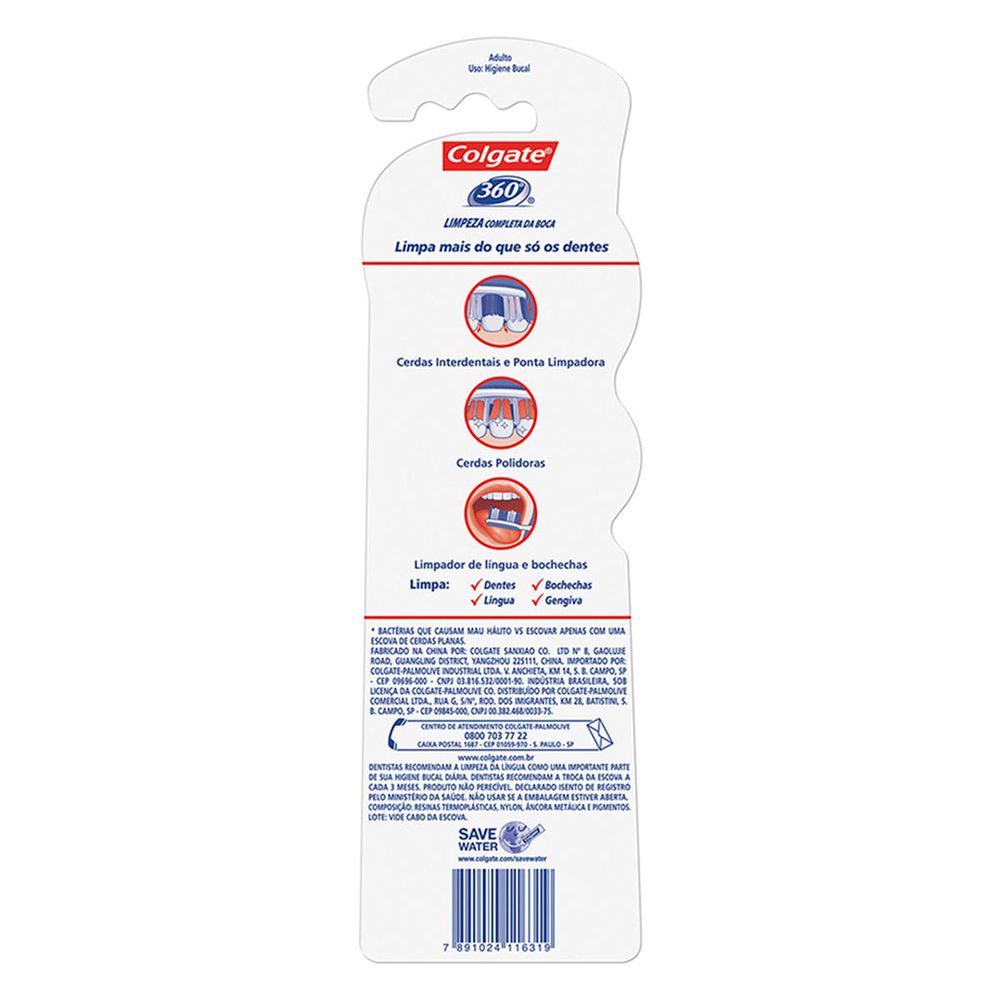 Adulto
Uso: Higiene Bucal
Colgate®
360°®
LIMPEZA COMPLETA DA BOCA
Limpa mais do que só os dentes
Cerdas Interdentais e Ponta Limpadora
Cerdas Polidoras
Limpador de língua e bochechas
Limpa: ✓ Dentes ✓ Bochechas
✓ Língua ✓ Gengiva
* BACTÉRIAS QUE CAUSAM MAU HÁLITO VS ESCOVAR APENAS COM UMA
ESCOVA DE CERDAS PLANAS.
FABRICADO NA CHINA POR: COLGATE SANXIAO CO. LTD Nº 8, GAOLUJIE
ROAD, GUANGLING DISTRICT, YANGZHOU 225111, CHINA. IMPORTADO POR:
COLGATE-PALMOLIVE INDUSTRIAL LTDA. V. ANCHIETA, KM 14, S. B. CAMPO, SP
- CEP 09696-000 - CNPJ 03.816.532/0001-90. INDÚSTRIA BRASILEIRA, SOB
LICENÇA DA COLGATE-PALMOLIVE CO. DISTRIBUÍDO POR COLGATE-PALMOLIVE
COMERCIAL LTDA., RUA G, S/Nº, ROD. DOS IMIGRANTES, KM 28, BATISTINI, S.
B. CAMPO, SP - CEP 09845-000, CNPJ 00.382.468/0033-75.
CENTRO DE ATENDIMENTO COLGATE-PALMOLIVE
0800 703 77 22
CAIXA POSTAL 1687 - CEP 01059-970 - S. PAULO - SP
www.colgate.com.br
DENTISTAS RECOMENDAM A LIMPEZA DA LÍNGUA COMO UMA IMPORTANTE PARTE
DE SUA HIGIENE BUCAL DIÁRIA. DENTISTAS RECOMENDAM A TROCA DA ESCOVA A
CADA 3 MESES. PRODUTO NÃO PERECÍVEL. DECLARADO ISENTO DE REGISTRO
PELO MINISTÉRIO DA SAÚDE. NÃO USAR SE A EMBALAGEM ESTIVER ABERTA.
COMPOSIÇÃO: RESINAS TERMOPLÁSTICAS, NYLON, ÂNCORA METÁLICA E PIGMENTOS.
LOTE: VIDE CABO DA ESCOVA.
SAVE
WATER
www.colgate.com/savewater
7 891024 116319